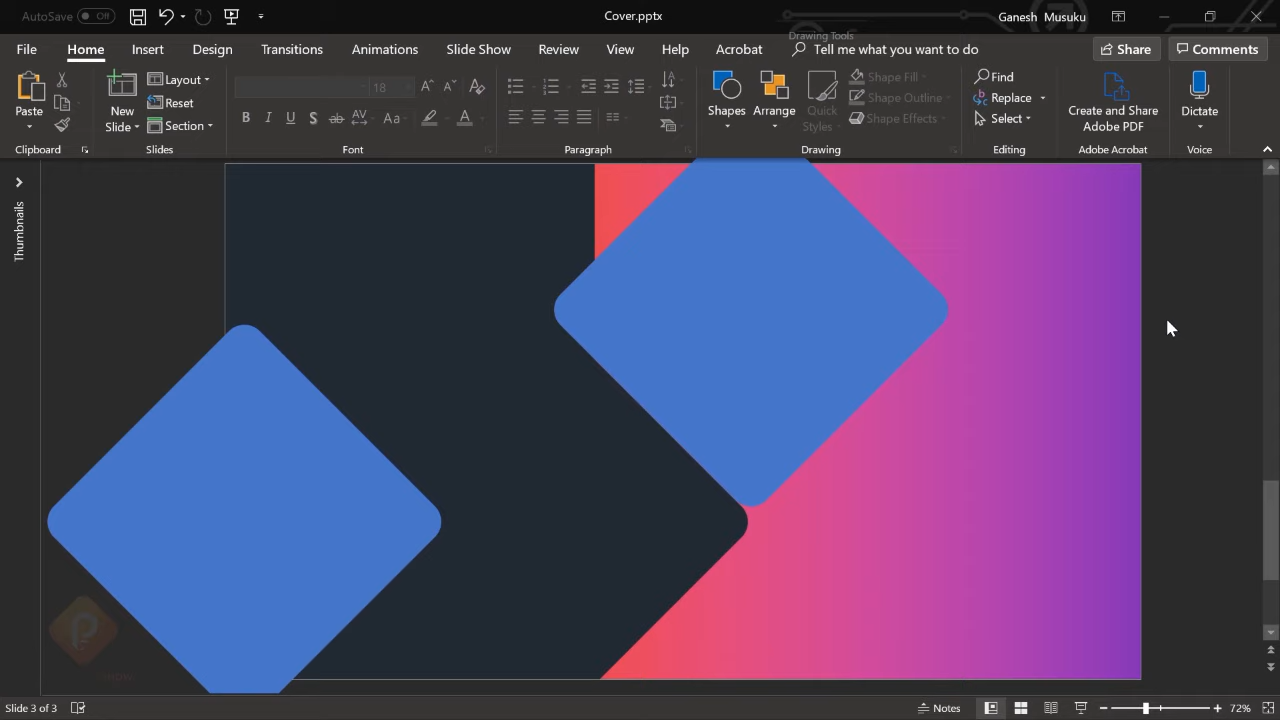 AutoSave Off
Cover.pptx
Ganesh Musuku
Drawing Tools
File Home Insert Design Transitions Animations Slide Show Review View Help Acrobat Tell me what you want to do Share Comments
Paste
Clipboard
New Slide
Layout
Reset
Section
Slides
18
B I U S ab AV Aa A
Font
Paragraph
Shapes
Arrange
Quick Styles
Shape Fill
Shape Outline
Shape Effects
Drawing
Find
Replace
Select
Editing
Create and Share Adobe PDF
Adobe Acrobat
Dictate
Voice
Thumbnails
Slide 3 of 3
Notes
72%